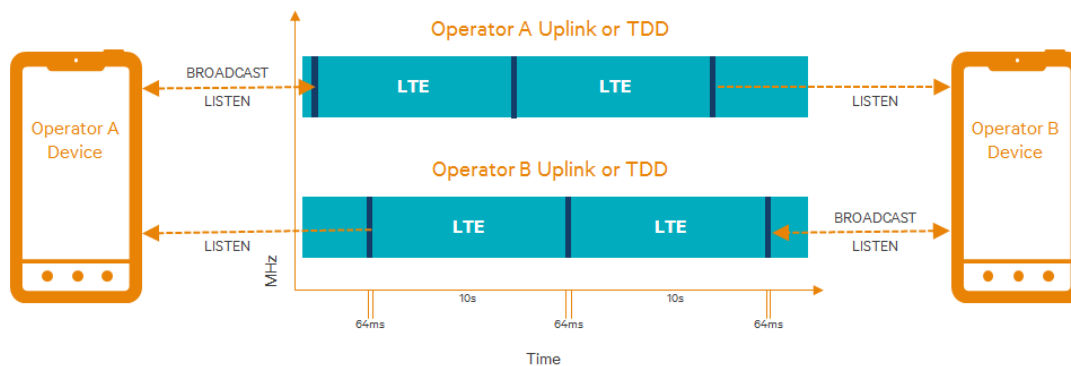 Operator A Uplink or TDD
BROADCAST
LISTEN
LTE
LTE
LISTEN
Operator A
Device
Operator B
Device
Operator B Uplink or TDD
LISTEN
LTE
LTE
BROADCAST
LISTEN
MHz
10s
10s
64ms
64ms
64ms
Time